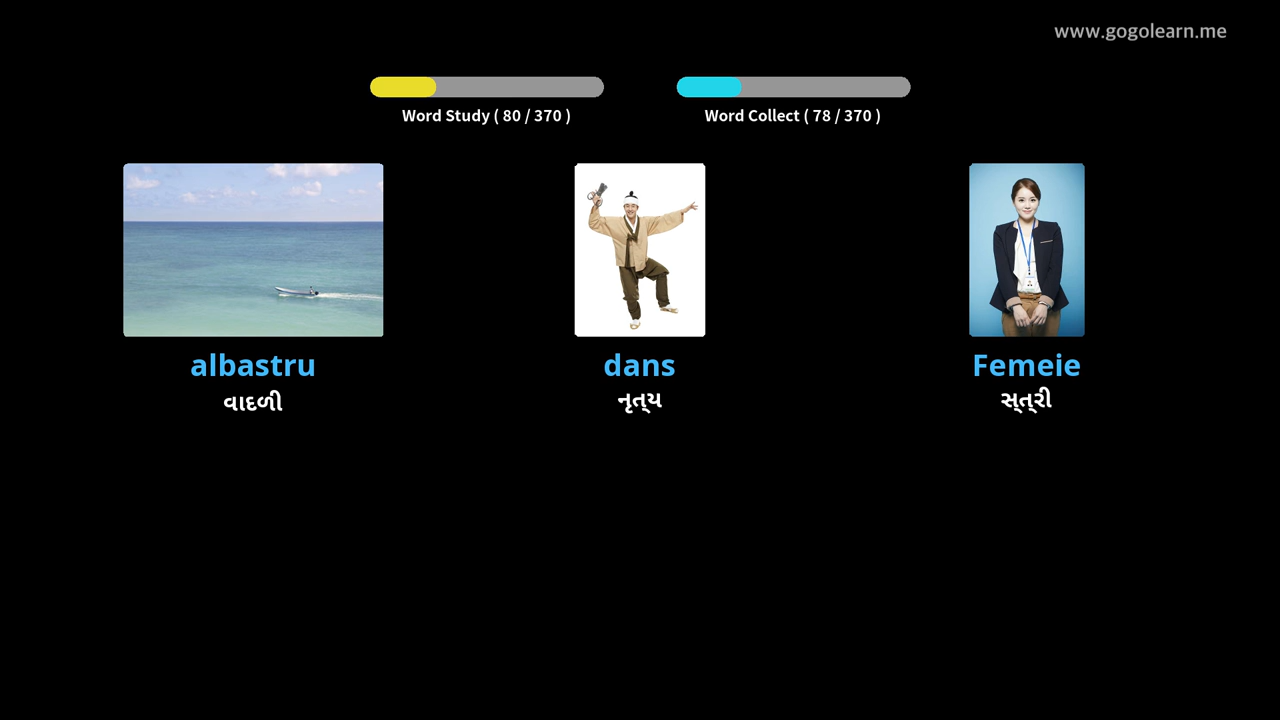 www.gogolearn.me
Word Study ( 80 / 370 )
Word Collect ( 78 / 370 )
albastru
dans
Femeie
વાદળી
નૃત્ય
સ્ત્રી